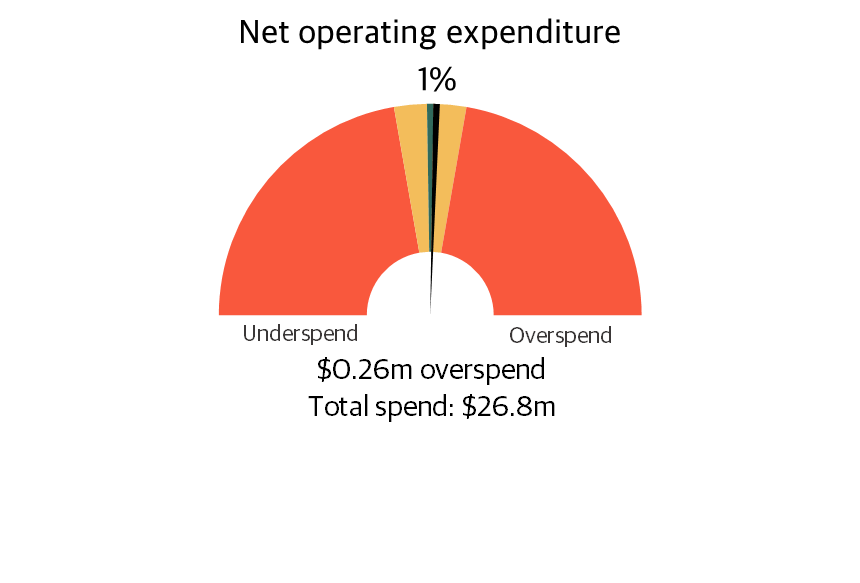 Net operating expenditure
1%
Underspend
Overspend
$0.26m overspend
Total spend: $26.8m